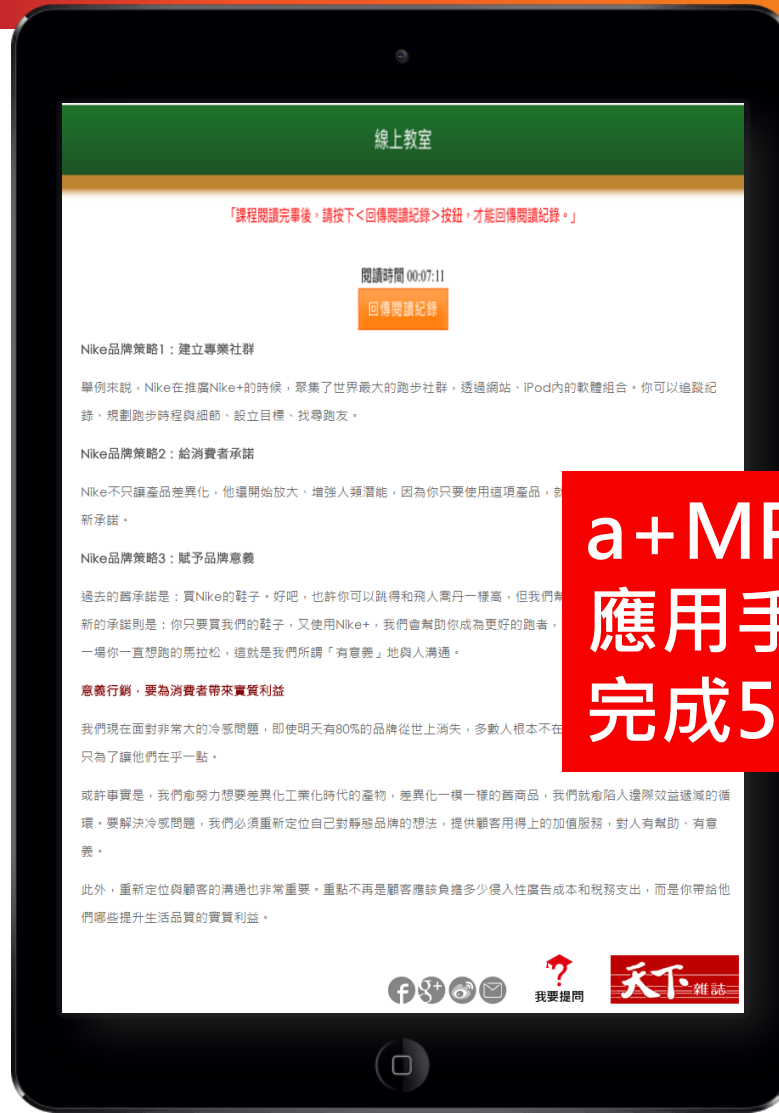 線上教室
「課程閱讀完畢後，請按下<回傳閱讀紀錄>按鈕，才能回傳閱讀紀錄。」
閱讀時間 00:07:11
回傳閱讀紀錄
Nike品牌策略1：建立專業社群
舉例來說，Nike在推廣Nike+的時候，聚集了世界最大的跑步社群，透過網站、iPod內的軟體組合。你可以追蹤紀
錄、規劃跑步時程與細節、設立目標、找尋跑友。
Nike品牌策略2：給消費者承諾
Nike不只讓產品差異化，他還開始放大、增強人類潛能，因為你只要使用這項產品，
新承諾。
Nike品牌策略3：賦予品牌意義
過去的舊承諾是：買Nike的鞋子。好吧，也許你可以跳得和飛人喬丹一樣高，但我們
新的承諾則是：你只要買我們的鞋子，又使用Nike+，我們會幫助你成為更好的跑者，
一場你一直想跑的馬拉松，這就是我們所謂「有意義」地與人溝通。
意義行銷，要為消費者帶來實質利益
我們現在面對非常大的冷感問題，即使明天有80%的品牌從世上消失，多數人根本不在
只為了讓他們在乎一點。
或許事實是，我們愈努力想要差異化工業化時代的產物，差異化一模一樣的舊商品，我們就愈陷入邊際效益遞減的循
環。要解決冷感問題，我們必須重新定位自己對靜態品牌的想法，提供顧客用得上的加值服務，對人有幫助、有意
義。
此外，重新定位與顧客的溝通也非常重要。重點不再是顧客應該負擔多少侵入性廣告成本和稅務支出，而是你帶給他
們哪些提升生活品質的實質利益。
a+M
應用手
完成5
我要提問
天下雜誌